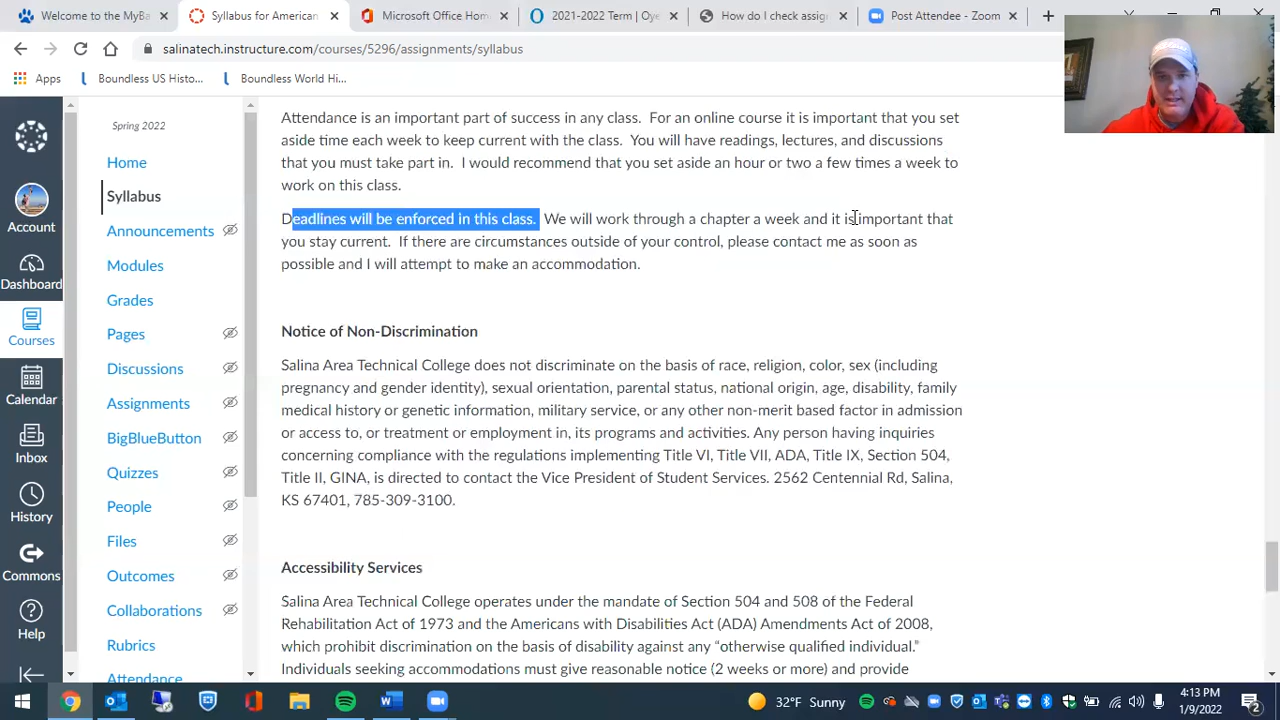 Welcome to the MyBa
Syllabus for American
Microsoft Office Home
2021-2022 Term | Oye
How do I check assig
Post Attendee - Zoom
salinatech.instructure.com/courses/5296/assignments/syllabus
Apps
Boundless US Histo...
Boundless World Hi...
Account
Dashboard
Courses
Calendar
Inbox
History
Commons
Help
Spring 2022
Home
Syllabus
Announcements
Modules
Grades
Pages
Discussions
Assignments
BigBlueButton
Quizzes
People
Files
Outcomes
Collaborations
Rubrics
Attendance
Attendance is an important part of success in any class. For an online course it is important that you set
aside time each week to keep current with the class. You will have readings, lectures, and discussions
that you must take part in. I would recommend that you set aside an hour or two a few times a week to
work on this class.
Deadlines will be enforced in this class. We will work through a chapter a week and it is important that
you stay current. If there are circumstances outside of your control, please contact me as soon as
possible and I will attempt to make an accommodation.
Notice of Non-Discrimination
Salina Area Technical College does not discriminate on the basis of race, religion, color, sex (including
pregnancy and gender identity), sexual orientation, parental status, national origin, age, disability, family
medical history or genetic information, military service, or any other non-merit based factor in admission
or access to, or treatment or employment in, its programs and activities. Any person having inquiries
concerning compliance with the regulations implementing Title VI, Title VII, ADA, Title IX, Section 504,
Title II, GINA, is directed to contact the Vice President of Student Services. 2562 Centennial Rd, Salina,
KS 67401, 785-309-3100.
Accessibility Services
Salina Area Technical College operates under the mandate of Section 504 and 508 of the Federal
Rehabilitation Act of 1973 and the Americans with Disabilities Act (ADA) Amendments Act of 2008,
which prohibit discrimination on the basis of disability against any “otherwise qualified individual.”
Individuals seeking accommodations must give reasonable notice (2 weeks or more) and provide
32°F Sunny
4:13 PM
1/9/2022
2